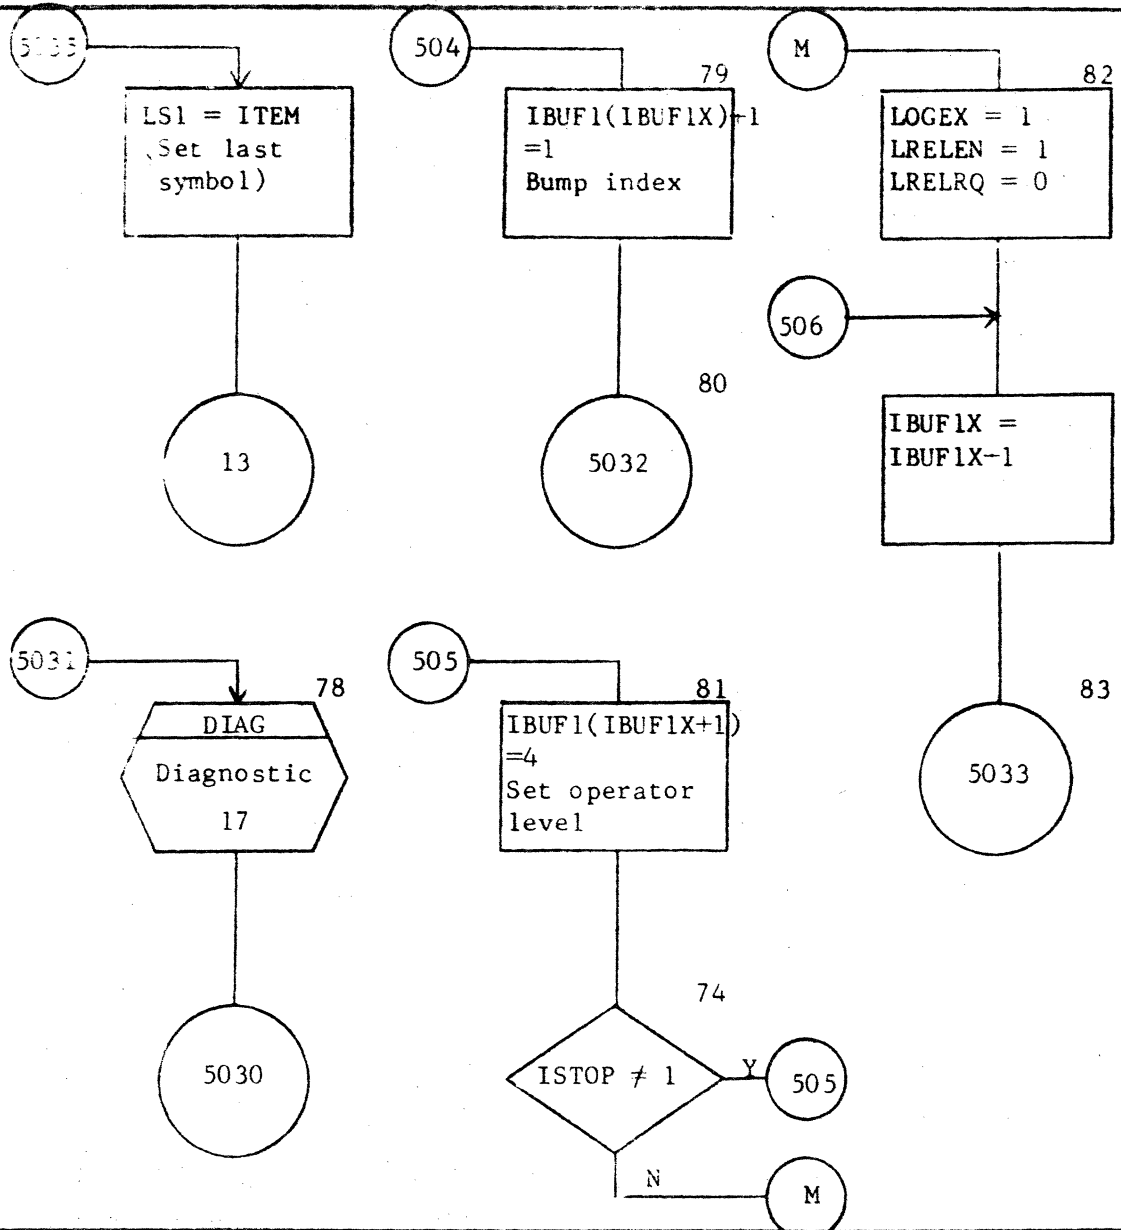 504
M
79
82
LS1 = ITEM
Set last
symbol)
IBUF1(IBUF1X)+1
=1
Bump index
LOGEX = 1
LRELEN = 1
LRELRQ = 0
506
80
13
5032
IBUF1X =
IBUF1X-1
5031
505
78
81
83
DIAG
Diagnostic
17
IBUF1(IBUF1X+1)
=4
Set operator
level
5033
74
5030
ISTOP ≠ 1
Y
505
N
M